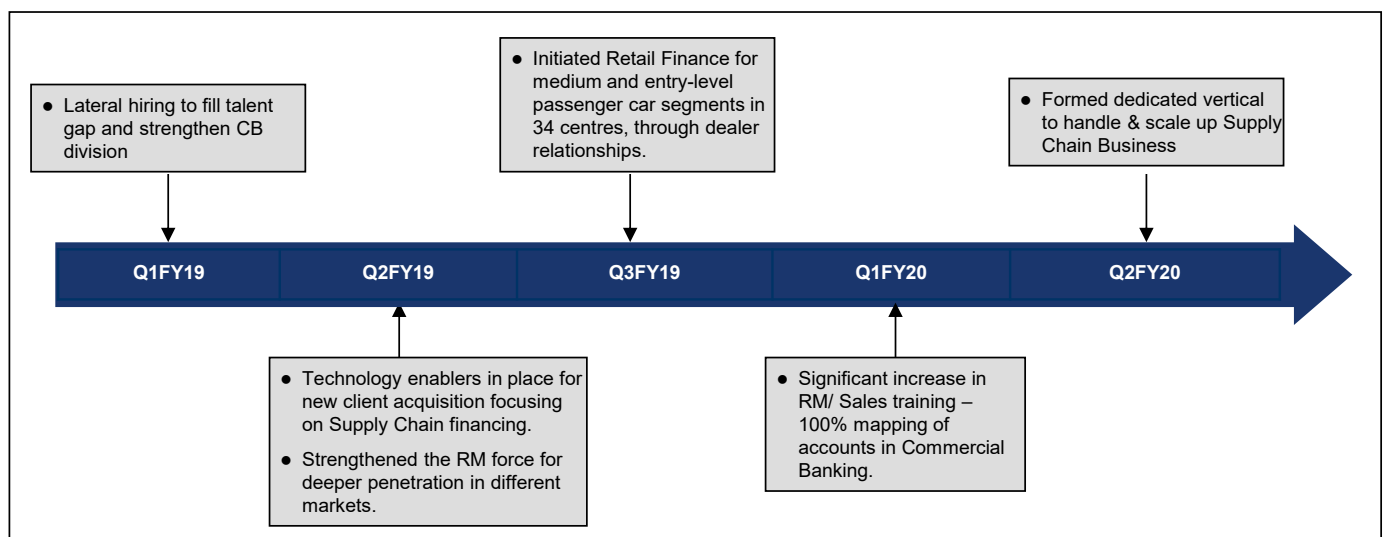 ● Lateral hiring to fill talent
gap and strengthen CB
division
● Initiated Retail Finance for
medium and entry-level
passenger car segments in
34 centres, through dealer
relationships.
● Formed dedicated vertical
to handle & scale up Supply
Chain Business
Q1FY19
Q2FY19
Q3FY19
Q1FY20
Q2FY20
● Technology enablers in place for
new client acquisition focusing
on Supply Chain financing.
● Strengthened the RM force for
deeper penetration in different
markets.
● Significant increase in
RM/ Sales training –
100% mapping of
accounts in Commercial
Banking.